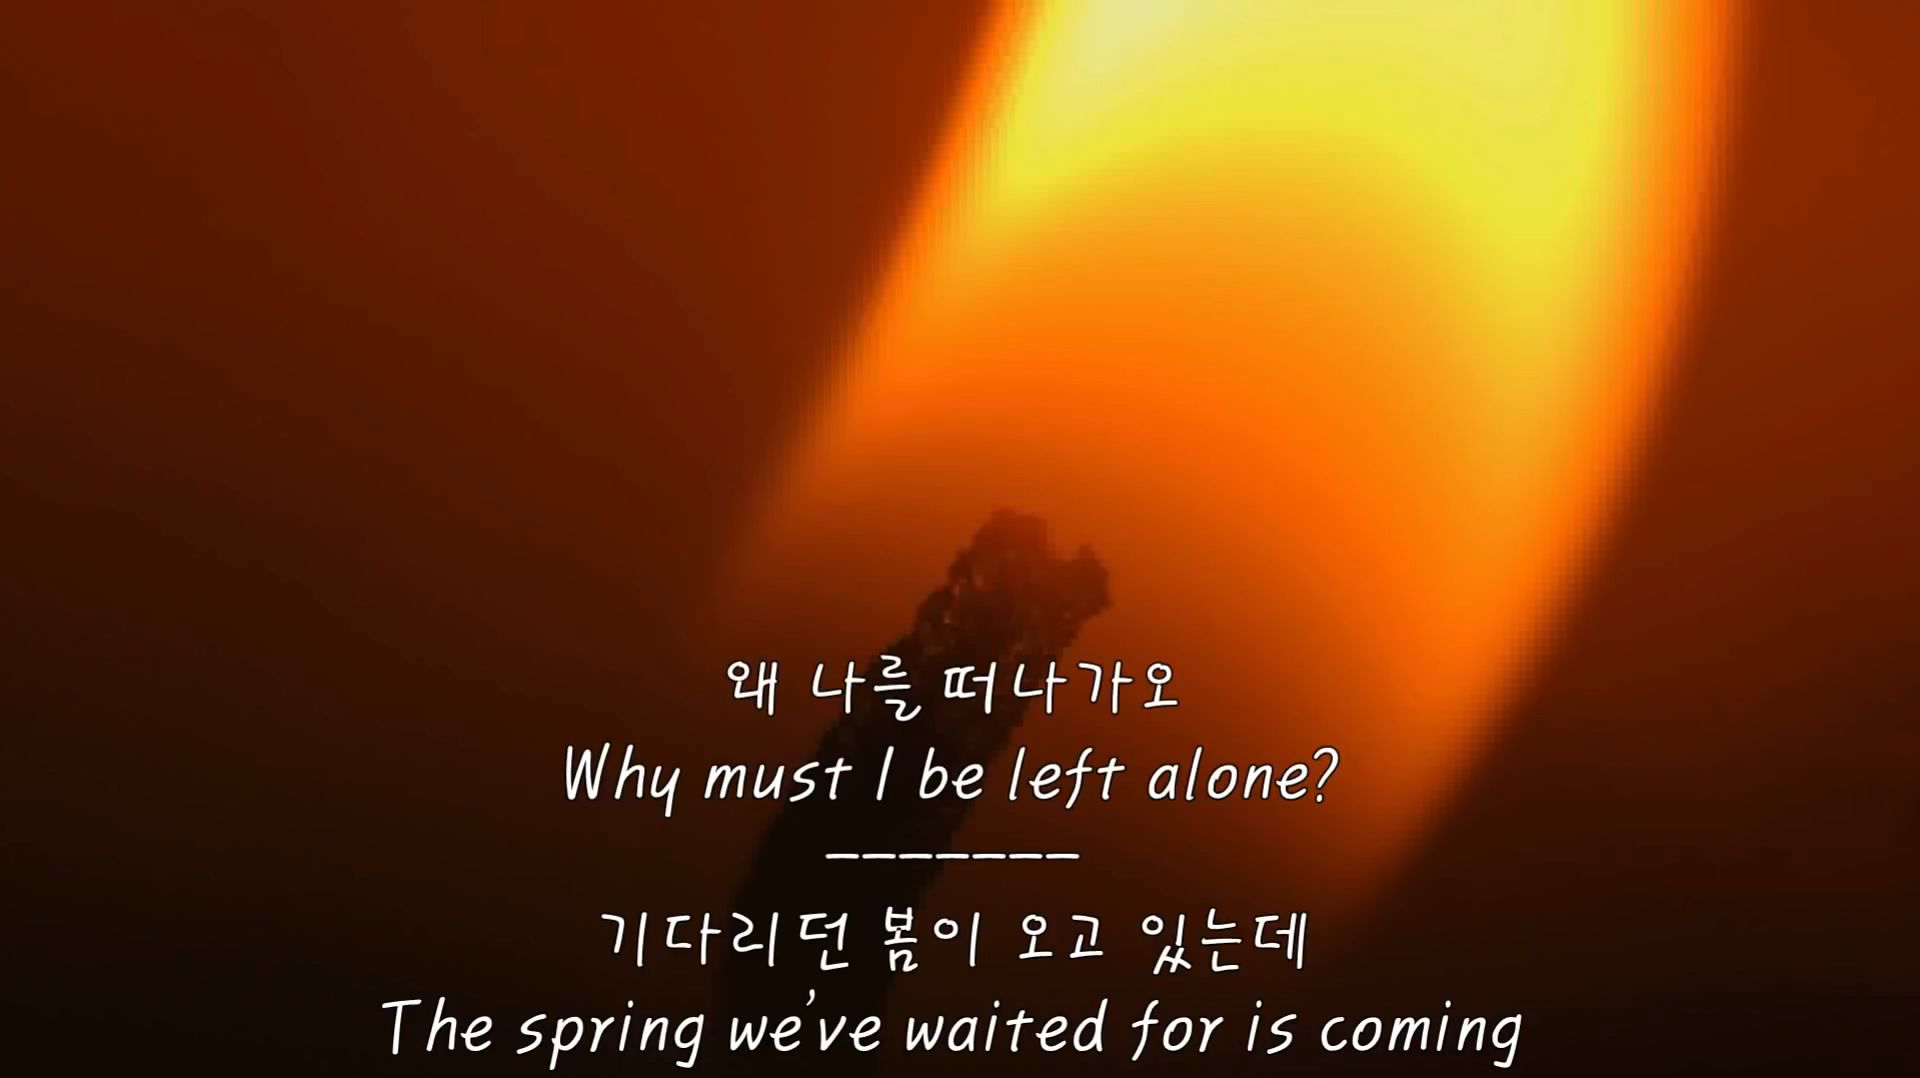 왜 나를 떠나가오
Why must I be left alone?
-------
기다리던 봄이 오고 있는데
The spring we've waited for is coming